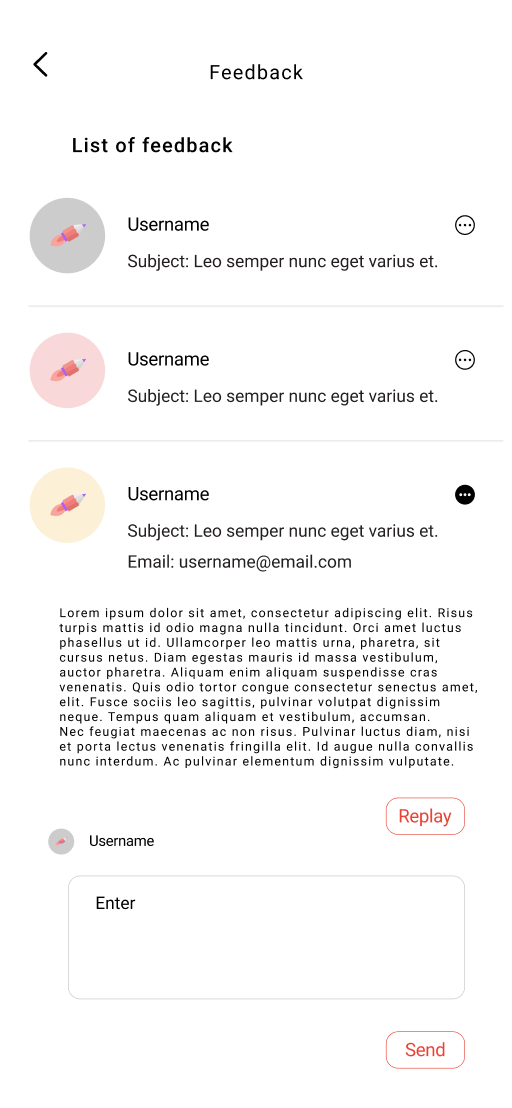 Feedback
List of feedback
Username
Subject: Leo semper nunc eget varius et.
Username
Subject: Leo semper nunc eget varius et.
Username
Subject: Leo semper nunc eget varius et.
Email: username@email.com
Lorem ipsum dolor sit amet, consectetur adipiscing elit. Risus
turpis mattis id odio magna nulla tincidunt. Orci amet luctus
phasellus ut id. Ullamcorper leo mattis urna, pharetra, sit
cursus netus. Diam egestas mauris id massa vestibulum,
auctor pharetra. Aliquam enim aliquam suspendisse cras
venenatis. Quis odio tortor congue consectetur senectus amet,
elit. Fusce sociis leo sagittis, pulvinar volutpat dignissim
neque. Tempus quam aliquam et vestibulum, accumsan.
Nec feugiat maecenas ac non risus. Pulvinar luctus diam, nisi
et porta lectus venenatis fringilla elit. Id augue nulla convallis
nunc interdum. Ac pulvinar elementum dignissim vulputate.
Replay
Username
Enter
Send